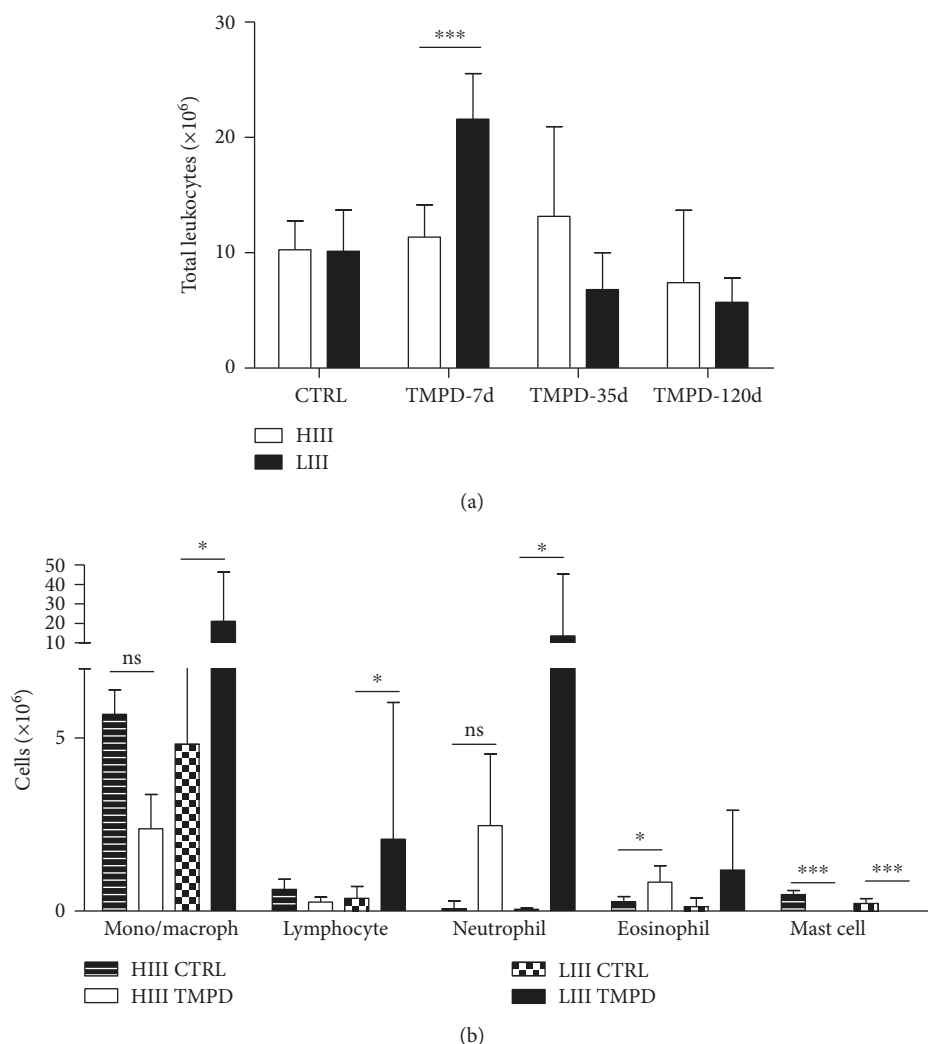 30
20
10
0
Total leukocytes (×10⁶)
***
CTRL TMPD-7d TMPD-35d TMPD-120d
HIII
LIII
(a)
50
40
30
20
10
5
0
Cells (×10⁶)
ns * * ns * * *** ***
Mono/macroph Lymphocyte Neutrophil Eosinophil Mast cell
HIII CTRL LIII CTRL
HIII TMPD LIII TMPD
(b)